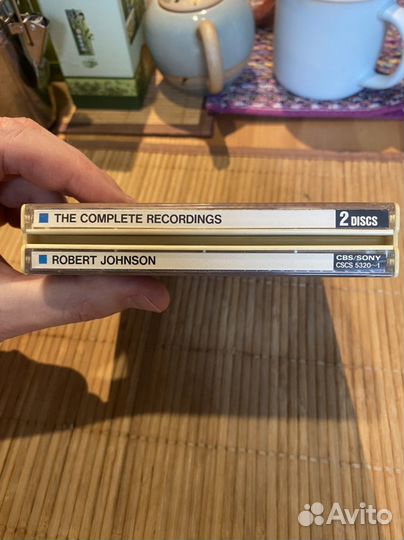 THE COMPLETE RECORDINGS
2 DISCS
ROBERT JOHNSON
CBS/SONY
CSCS 5320~1
Avito